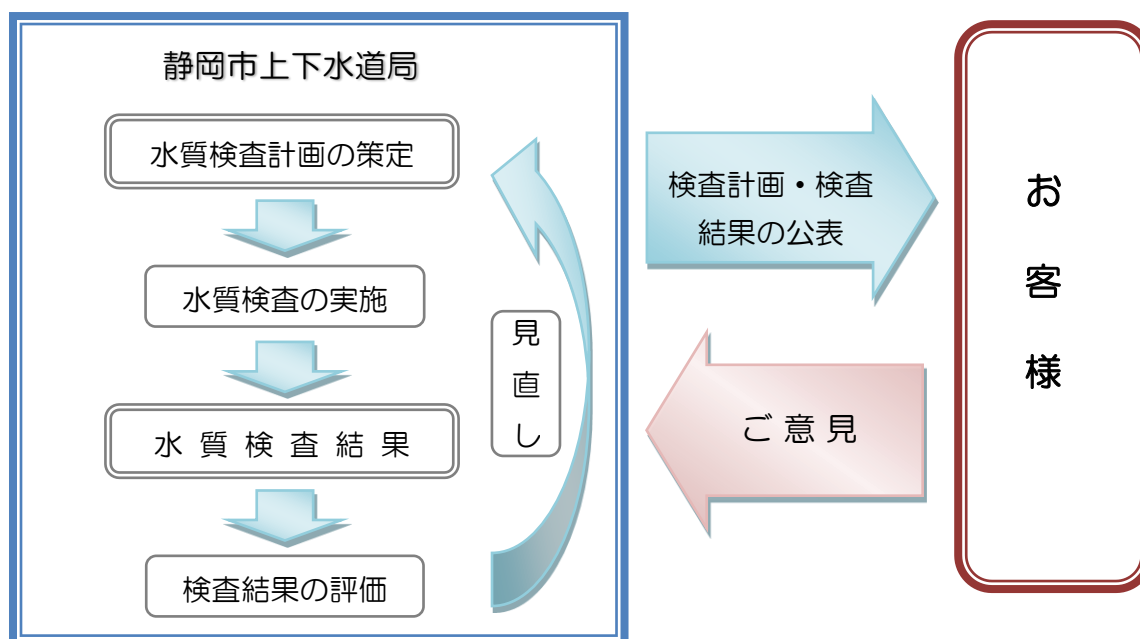 静岡市上下水道局
水質検査計画の策定
水質検査の実施
水質検査結果
検査結果の評価
見直し
検査計画・検査
結果の公表
ご意見
お客様